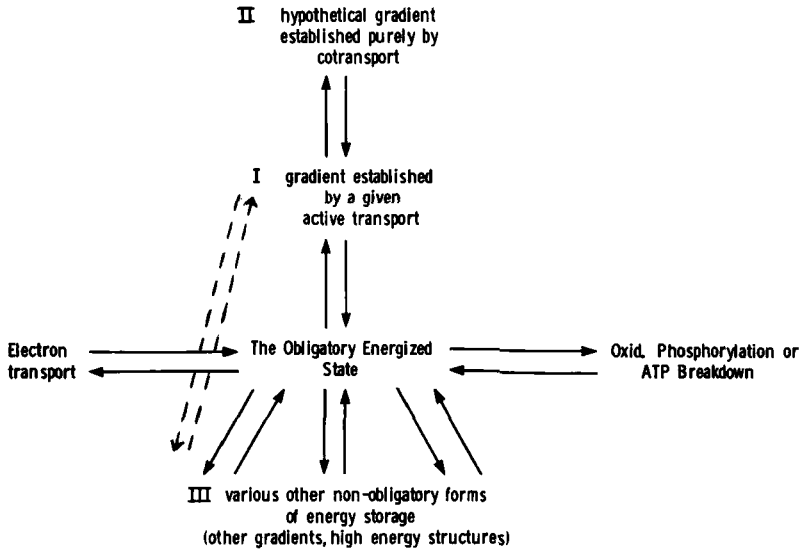 II hypothetical gradient
established purely by
cotransport
I gradient established
by a given
active transport
Electron
transport
The Obligatory Energized
State
Oxid. Phosphorylation or
ATP Breakdown
III various other non-obligatory forms
of energy storage
(other gradients, high energy structures)